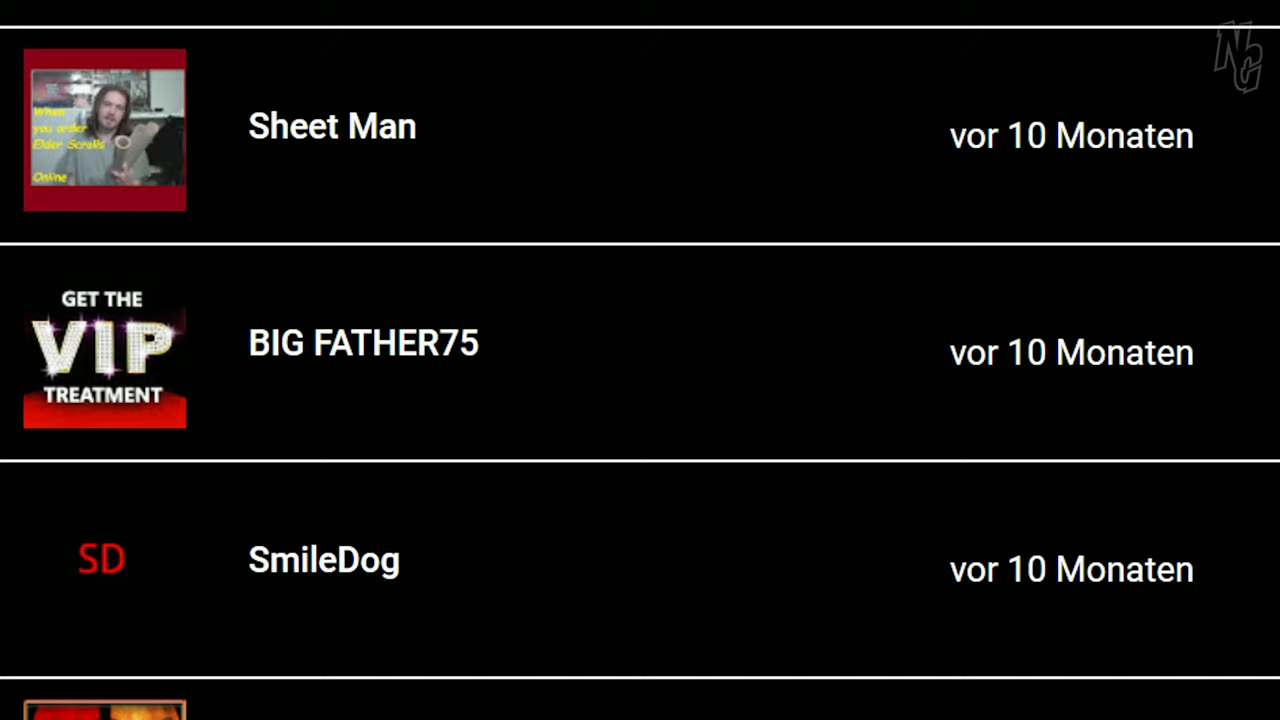 NC
When
you order
Elder Scrolls
Online
Sheet Man
vor 10 Monaten
GET THE
VIP
TREATMENT
BIG FATHER75
vor 10 Monaten
SD
SmileDog
vor 10 Monaten